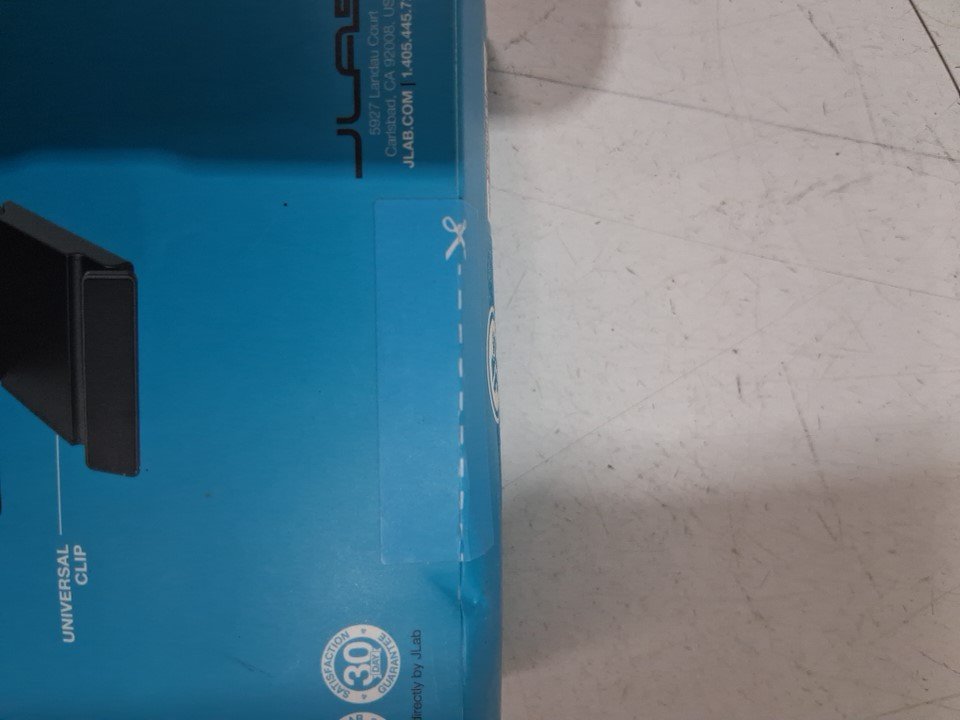 JLAB
5927 Landau Court
Carlsbad, CA 92008, US
JLAB.COM | 1.405.445.7
UNIVERSAL
CLIP
SATISFACTION
30
DAY
GUARANTEE
directly by JLab